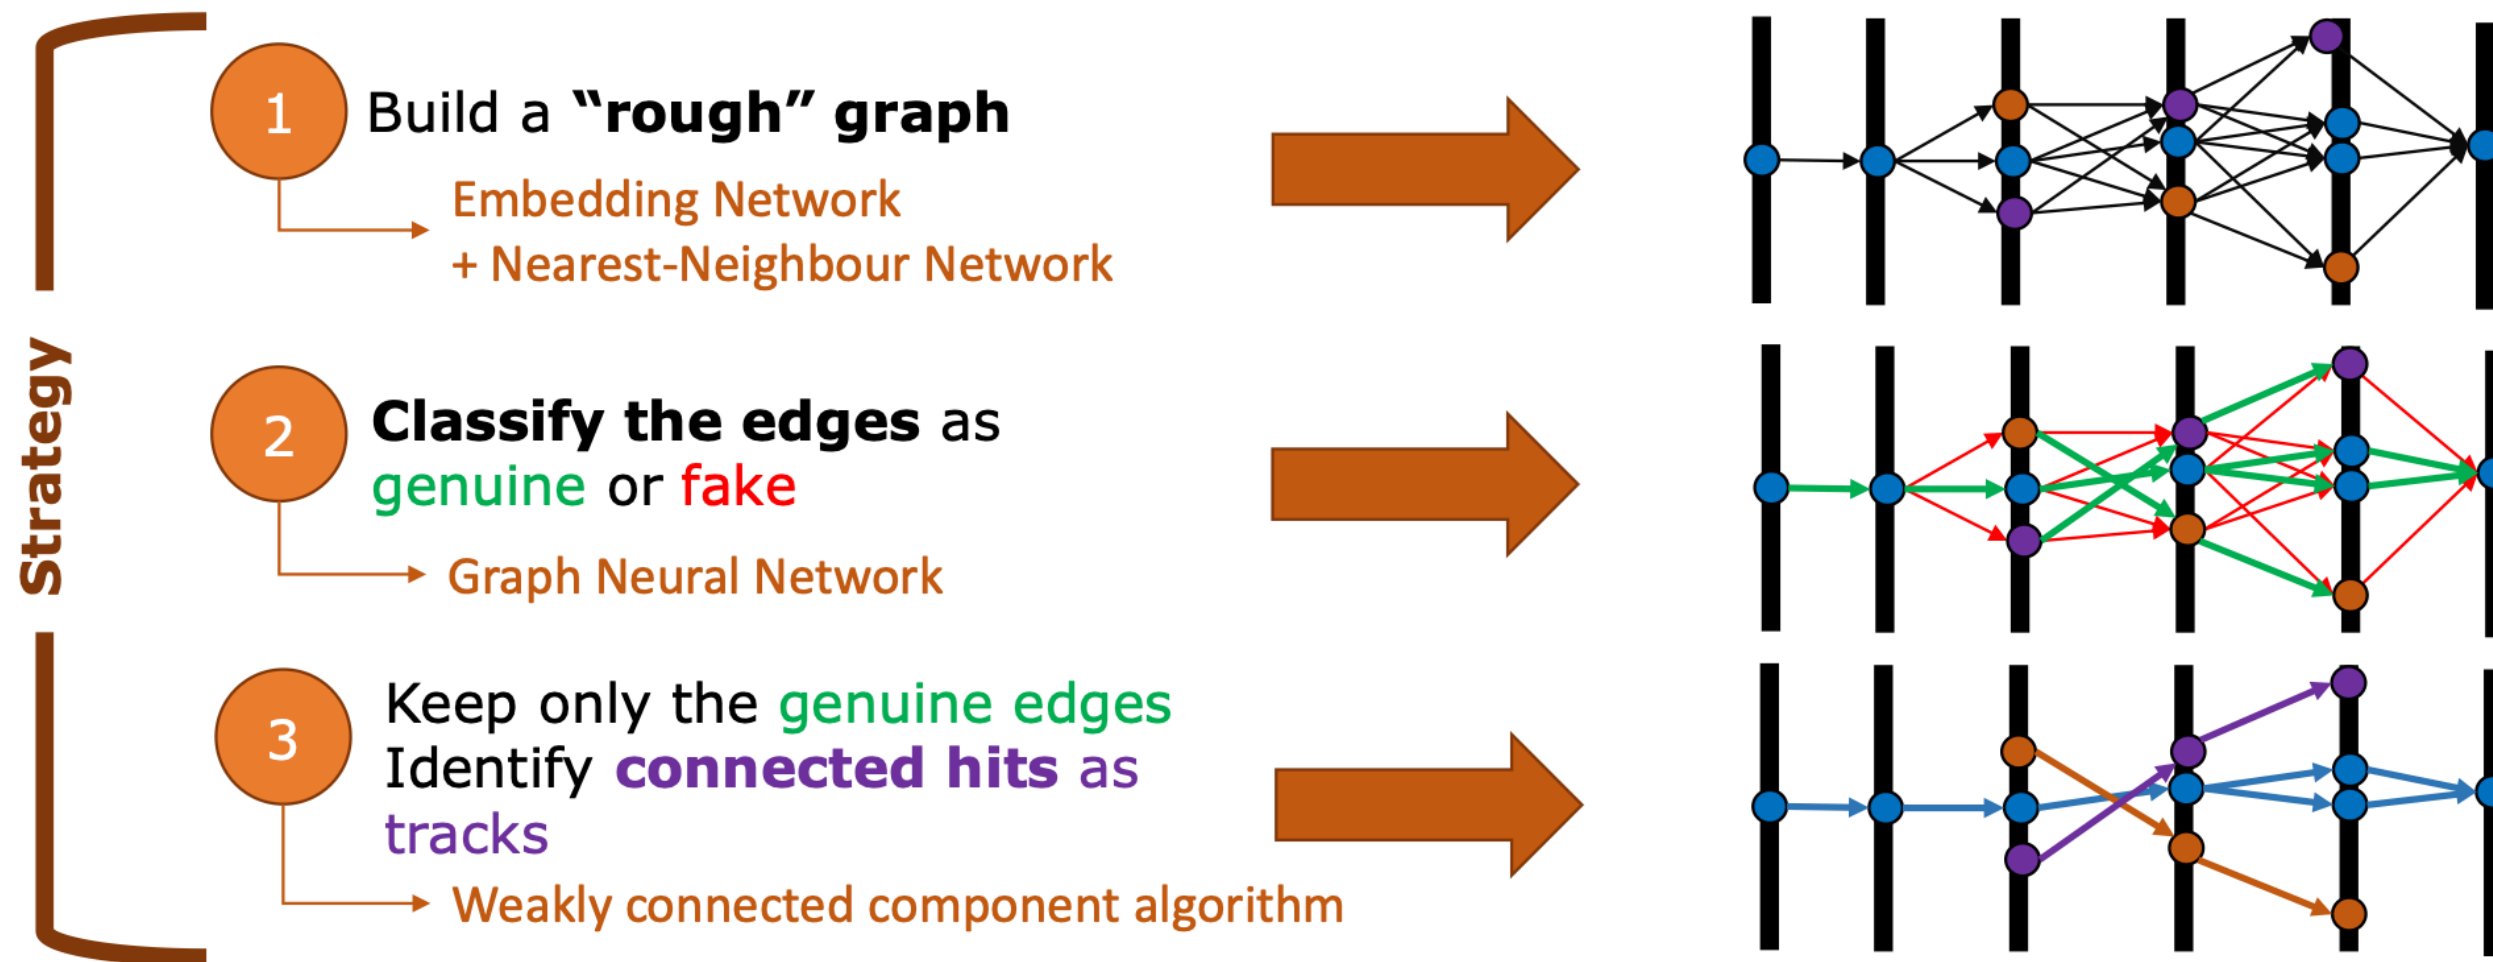 Strategy
1
Build a “rough” graph
Embedding Network
+ Nearest-Neighbour Network
2
Classify the edges as
genuine or fake
Graph Neural Network
3
Keep only the genuine edges
Identify connected hits as
tracks
Weakly connected component algorithm